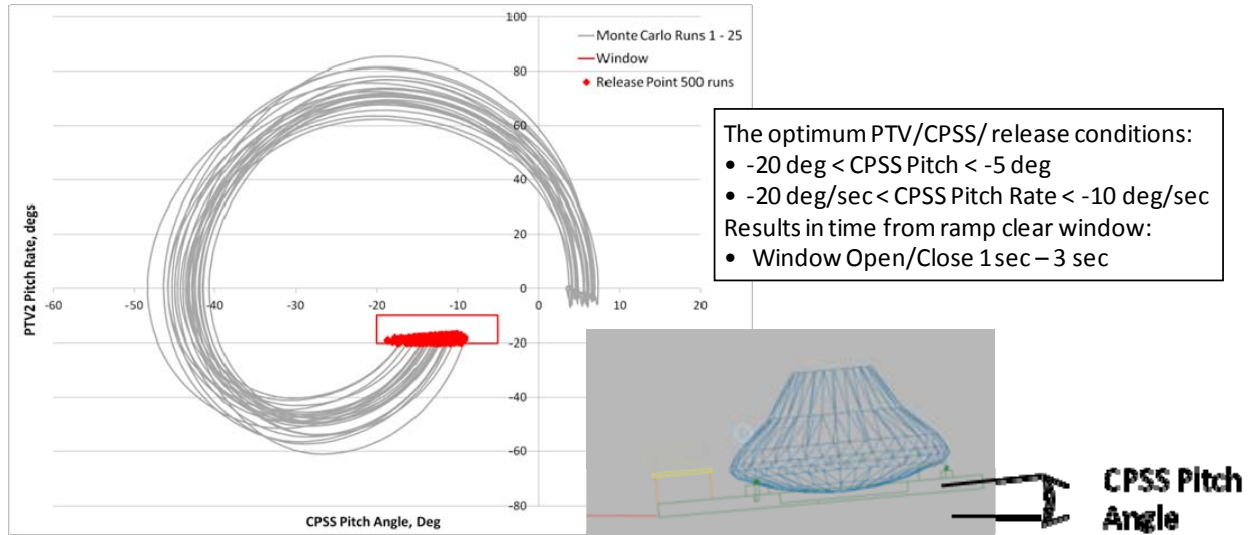 100
Monte Carlo Runs 1 - 25
Window
Release Point 500 runs
80
60
40
20
0
-60 -50 -40 -30 -20 -10 0 10 20
-20
-40
-60
-80
PTV2 Pitch Rate, degs
CPSS Pitch Angle, Deg
The optimum PTV/CPSS/ release conditions:
• -20 deg < CPSS Pitch < -5 deg
• -20 deg/sec < CPSS Pitch Rate < -10 deg/sec
Results in time from ramp clear window:
• Window Open/Close 1sec – 3 sec
CPSS Pitch
Angle